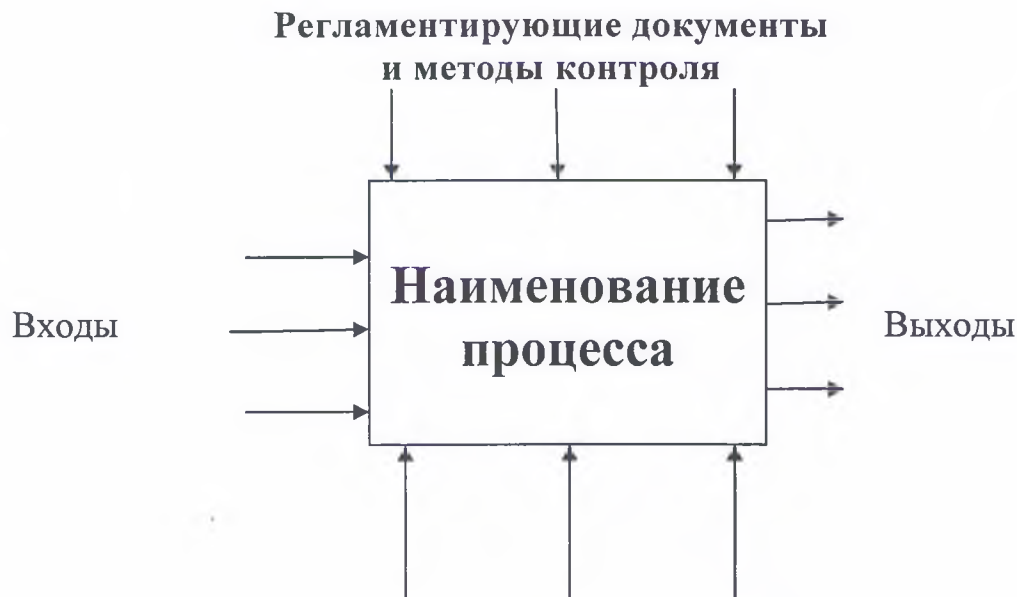 Регламентирующие документы
и методы контроля
Наименование
процесса
Входы
Выходы